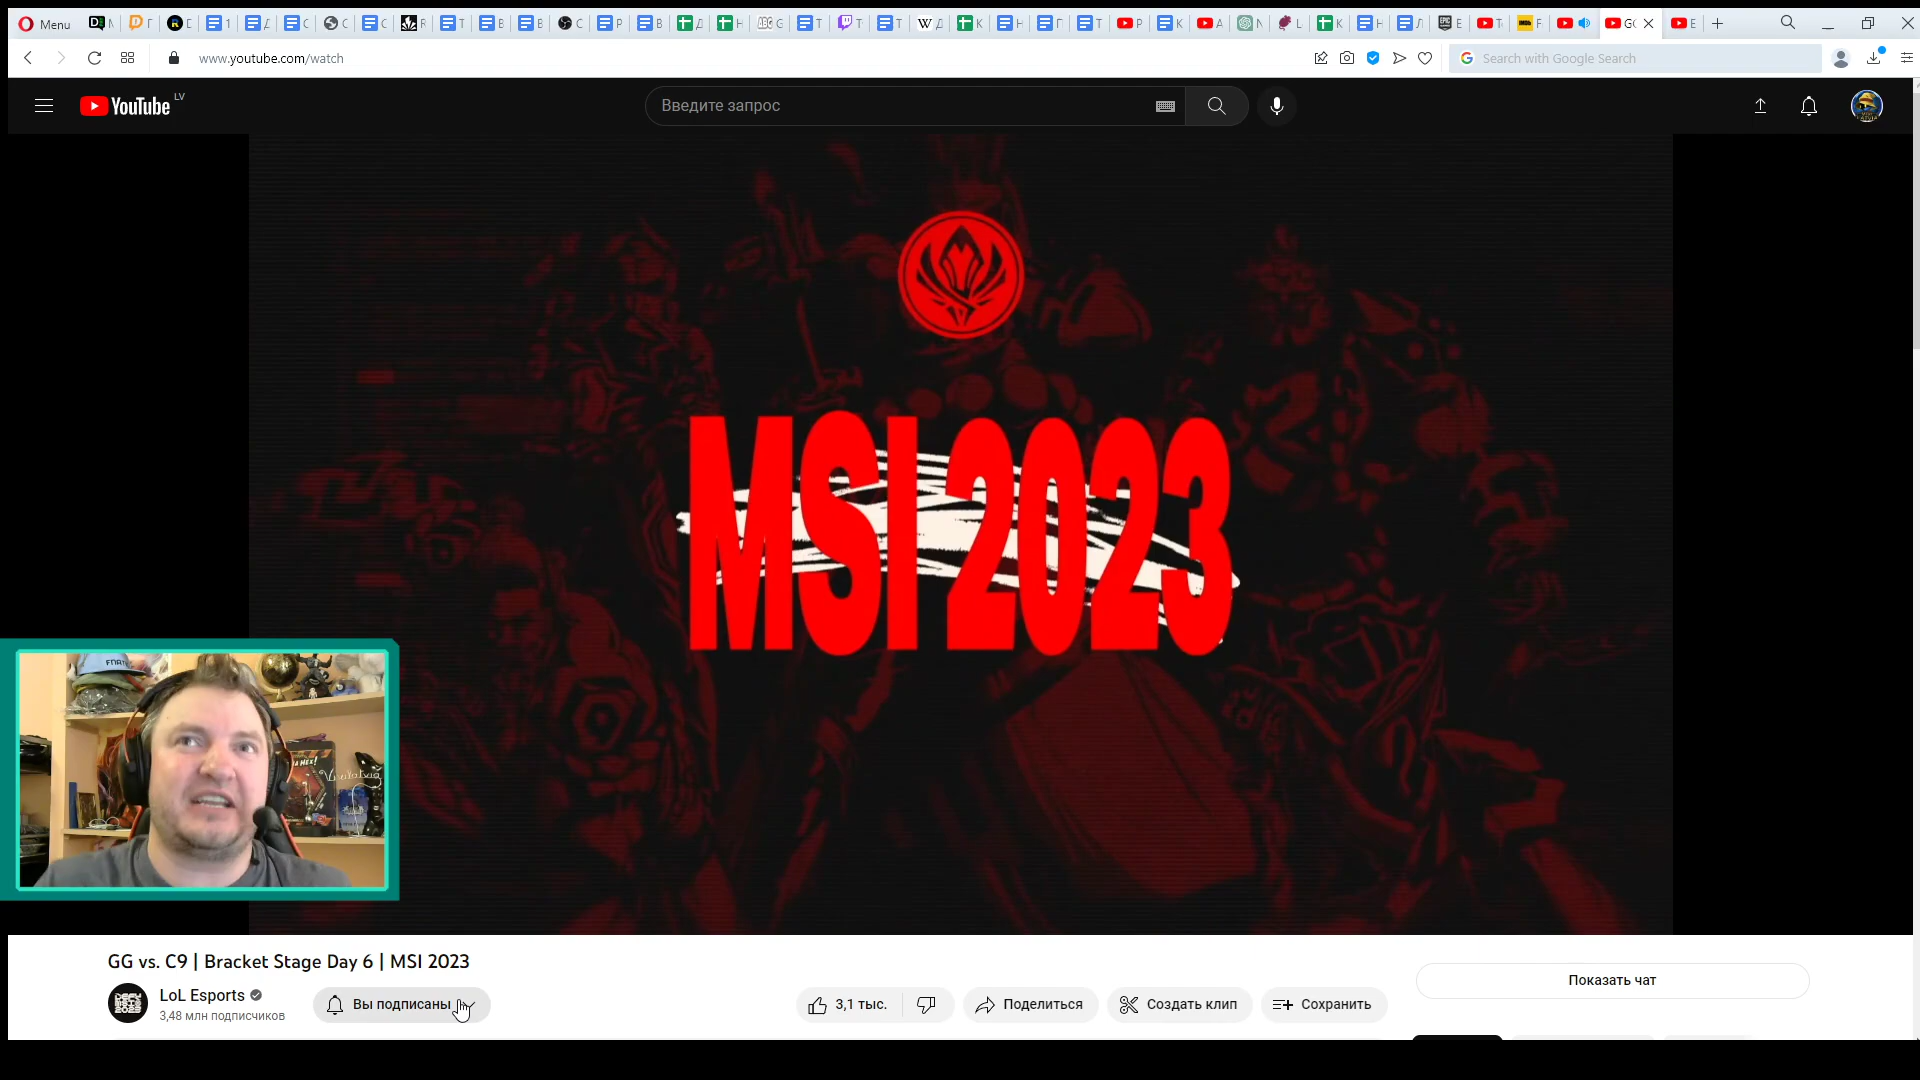 Menu
www.youtube.com/watch
Search with Google Search
YouTube LV
Введите запрос
MSI 2023
GG vs. C9 | Bracket Stage Day 6 | MSI 2023
LoL Esports
3,48 млн подписчиков
Вы подписаны
3,1 тыс.
Поделиться
Создать клип
Сохранить
Показать чат